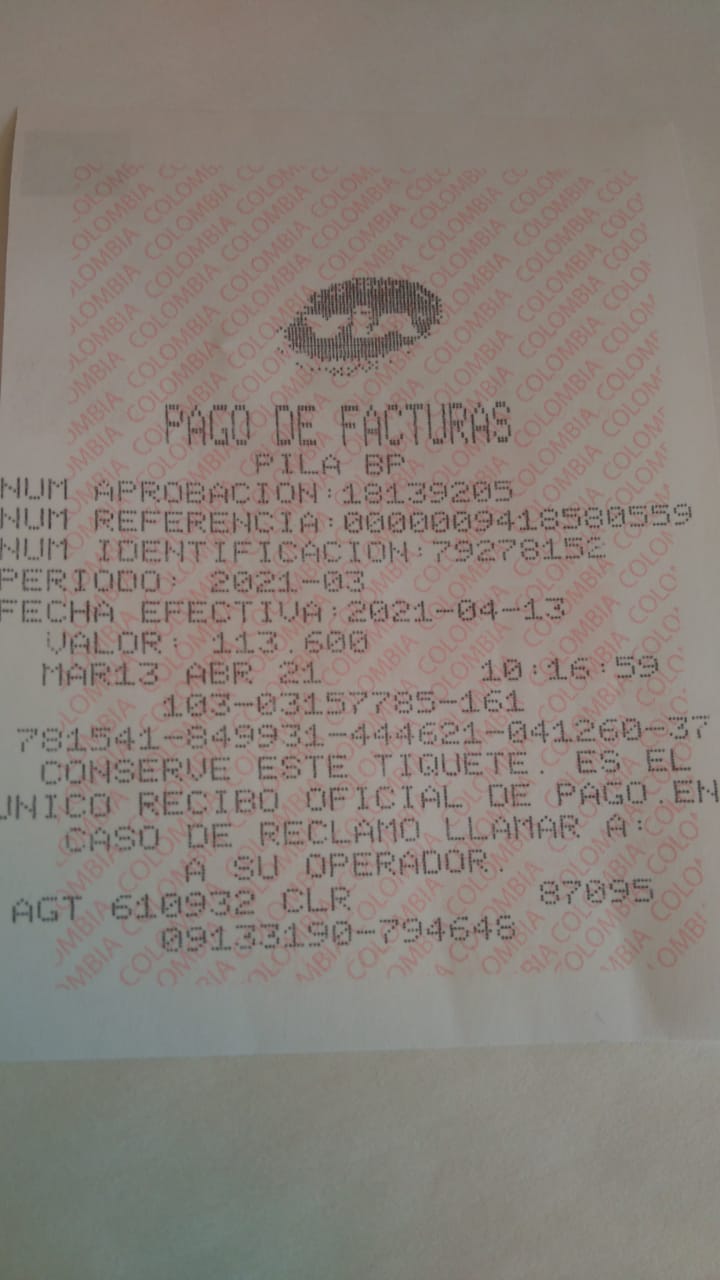 vía
PAGO DE FACTURAS
PILA BP
NUM APROBACION:18139205
NUM REFERENCIA:0000009418580559
NUM IDENTIFICACION:79278152
PERIODO: 2021-03
FECHA EFECTIVA:2021-04-13
VALOR: 113.600
MAR13 ABR 21 10:16:59
103-03157785-161
781541-849931-444621-041260-37
CONSERVE ESTE TIQUETE. ES EL
UNICO RECIBO OFICIAL DE PAGO.EN
CASO DE RECLAMO LLAMAR A:
A SU OPERADOR.
AGT 610932 CLR 87095
09133190-794648
COLOMBIA